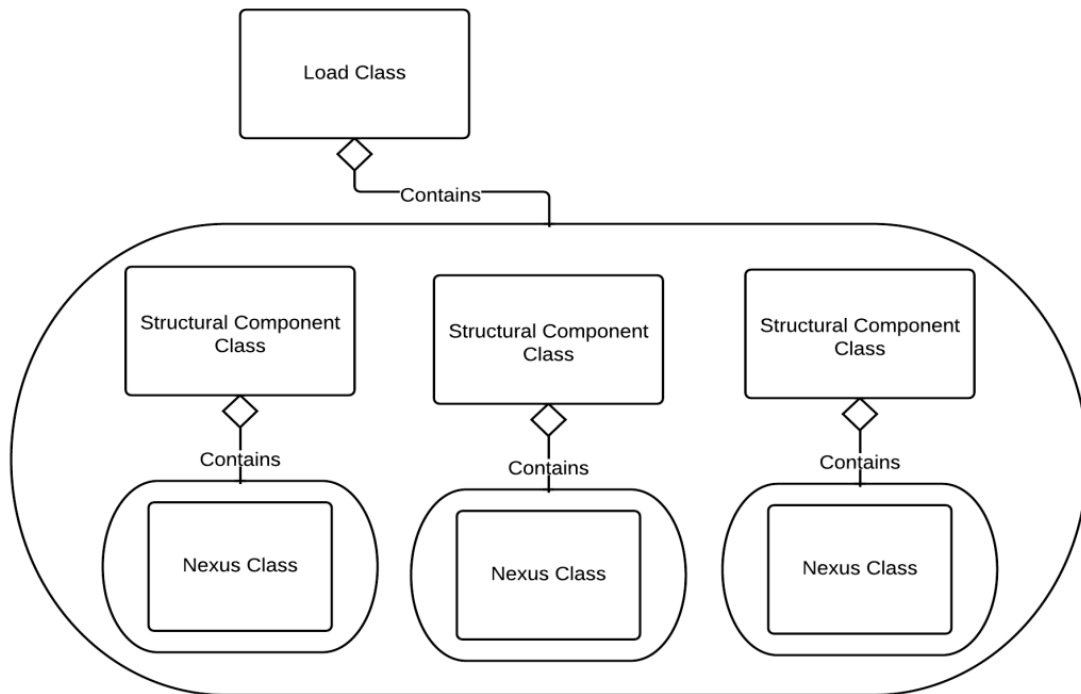 Load Class
Contains
Structural Component
Class
Structural Component
Class
Structural Component
Class
Contains
Contains
Contains
Nexus Class
Nexus Class
Nexus Class